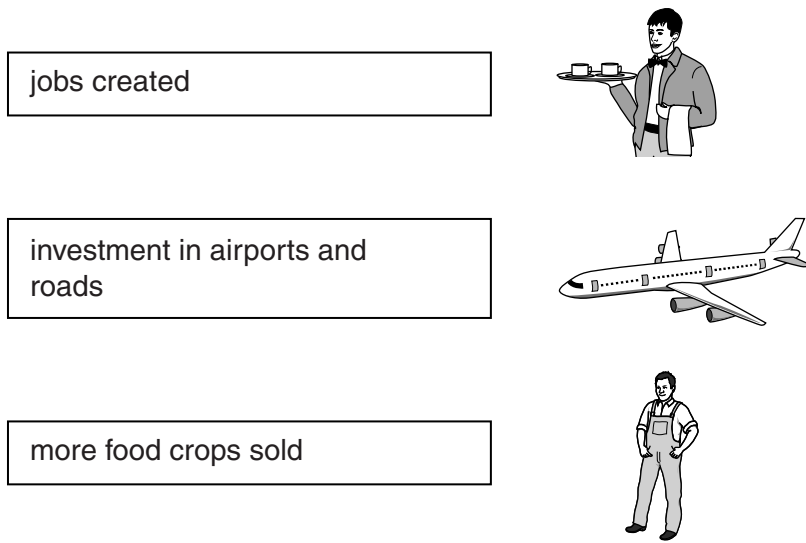 jobs created
investment in airports and
roads
more food crops sold